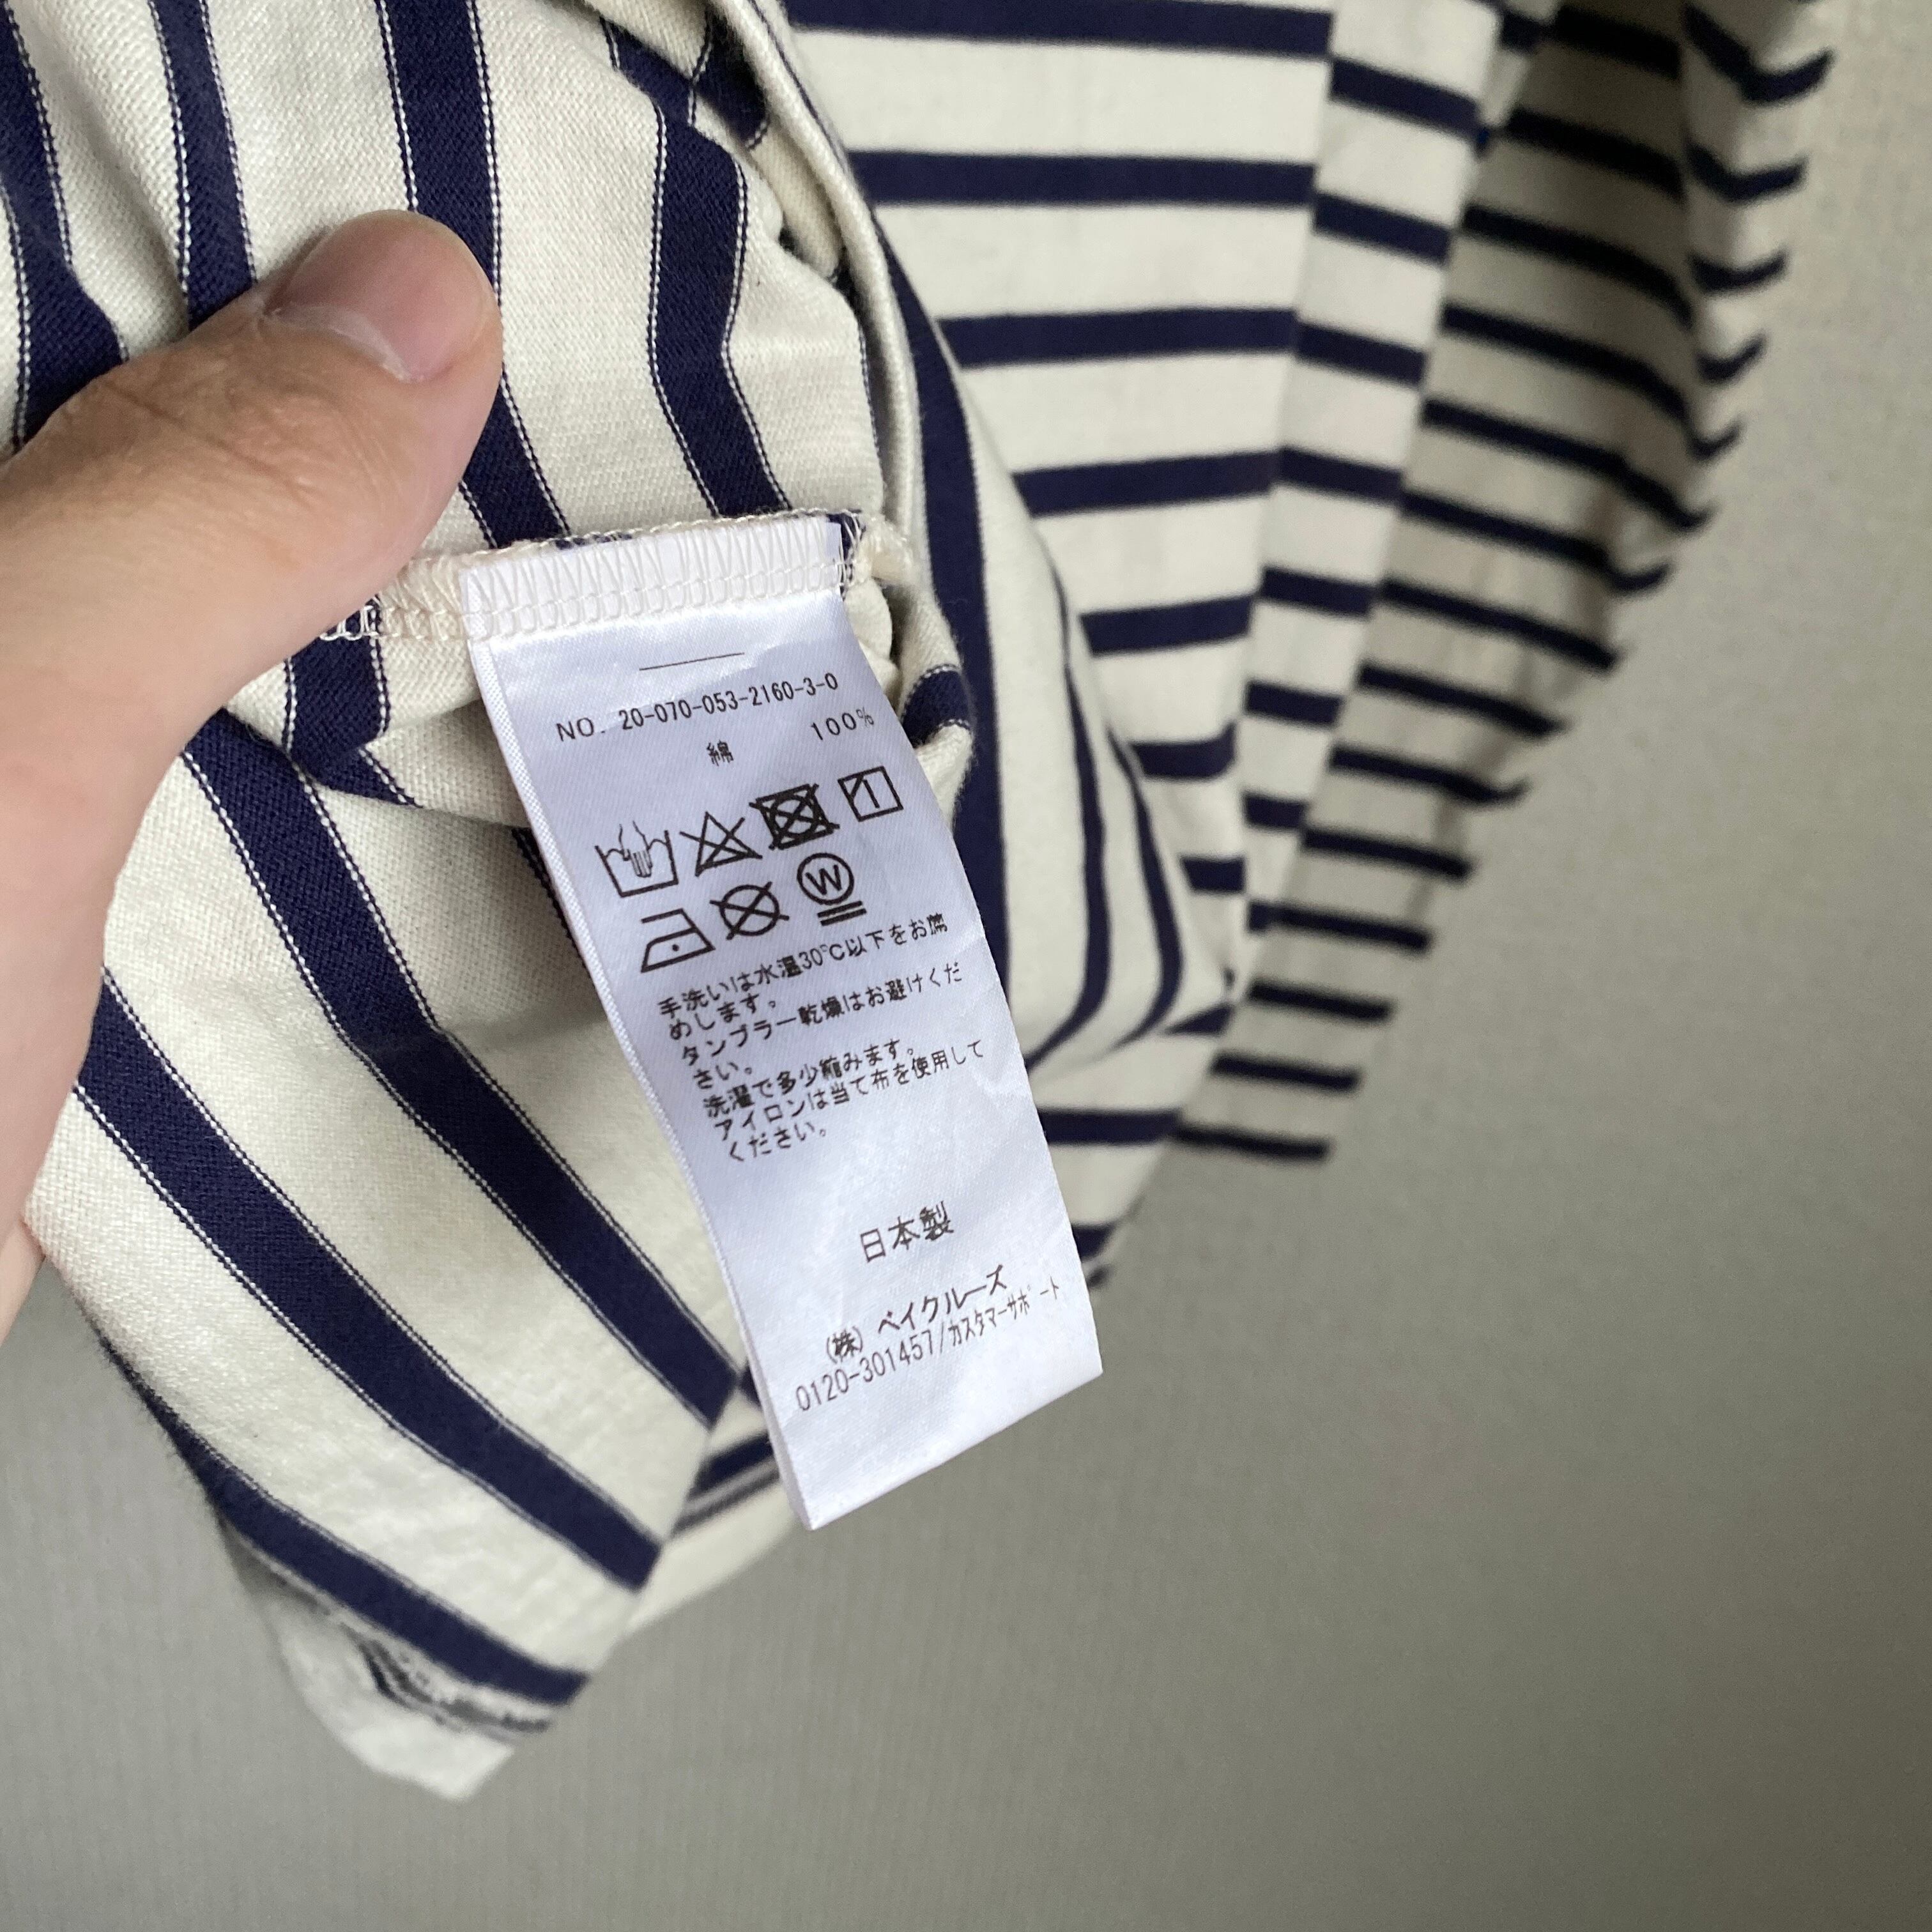 NO. 20-070-053-2160-3-0
綿 100%
W
手洗いは水温30℃以下をお薦
めします。
タンブラー乾燥はお避けくだ
さい。
洗濯で多少縮みます。
アイロンは当て布を使用して
ください。
日本製
(株) ベイクルーズ
0120-301457/カスタマーサポート